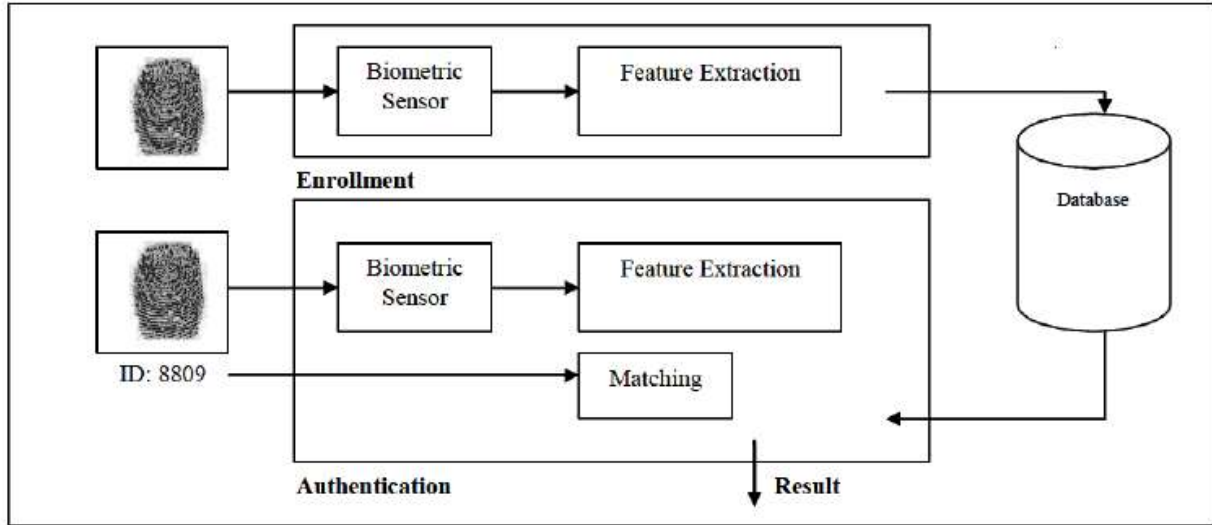 Biometric
Sensor
Feature Extraction
Enrollment
Database
Biometric
Sensor
Feature Extraction
ID: 8809
Matching
Authentication
Result